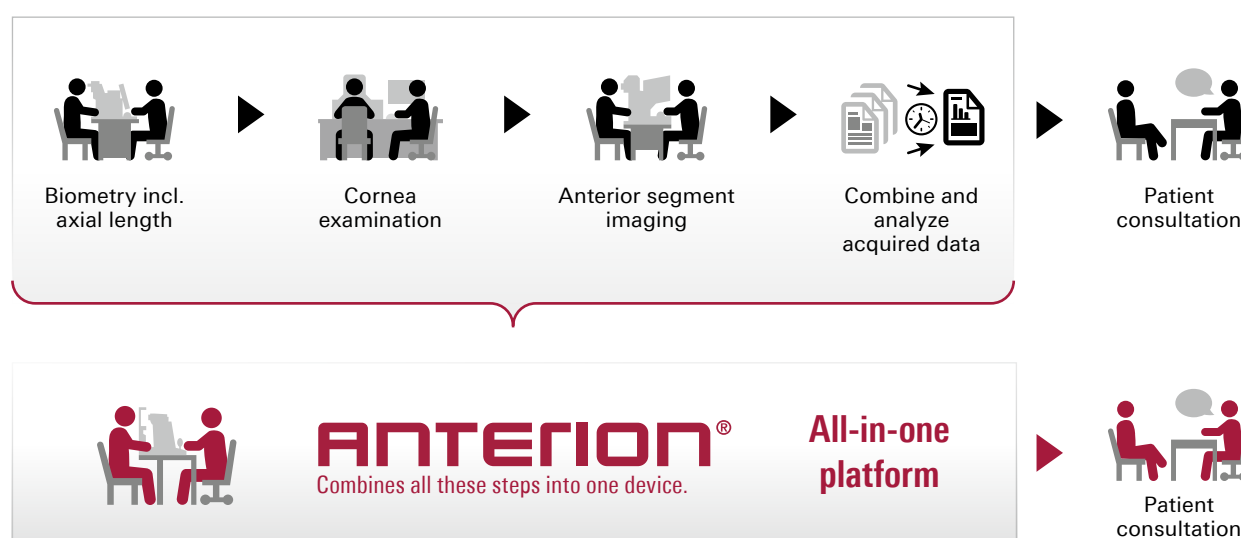 Biometry incl.
axial length
Cornea
examination
Anterior segment
imaging
Combine and
analyze
acquired data
Patient
consultation
ANTERION®
Combines all these steps into one device.
All-in-one
platform
Patient
consultation